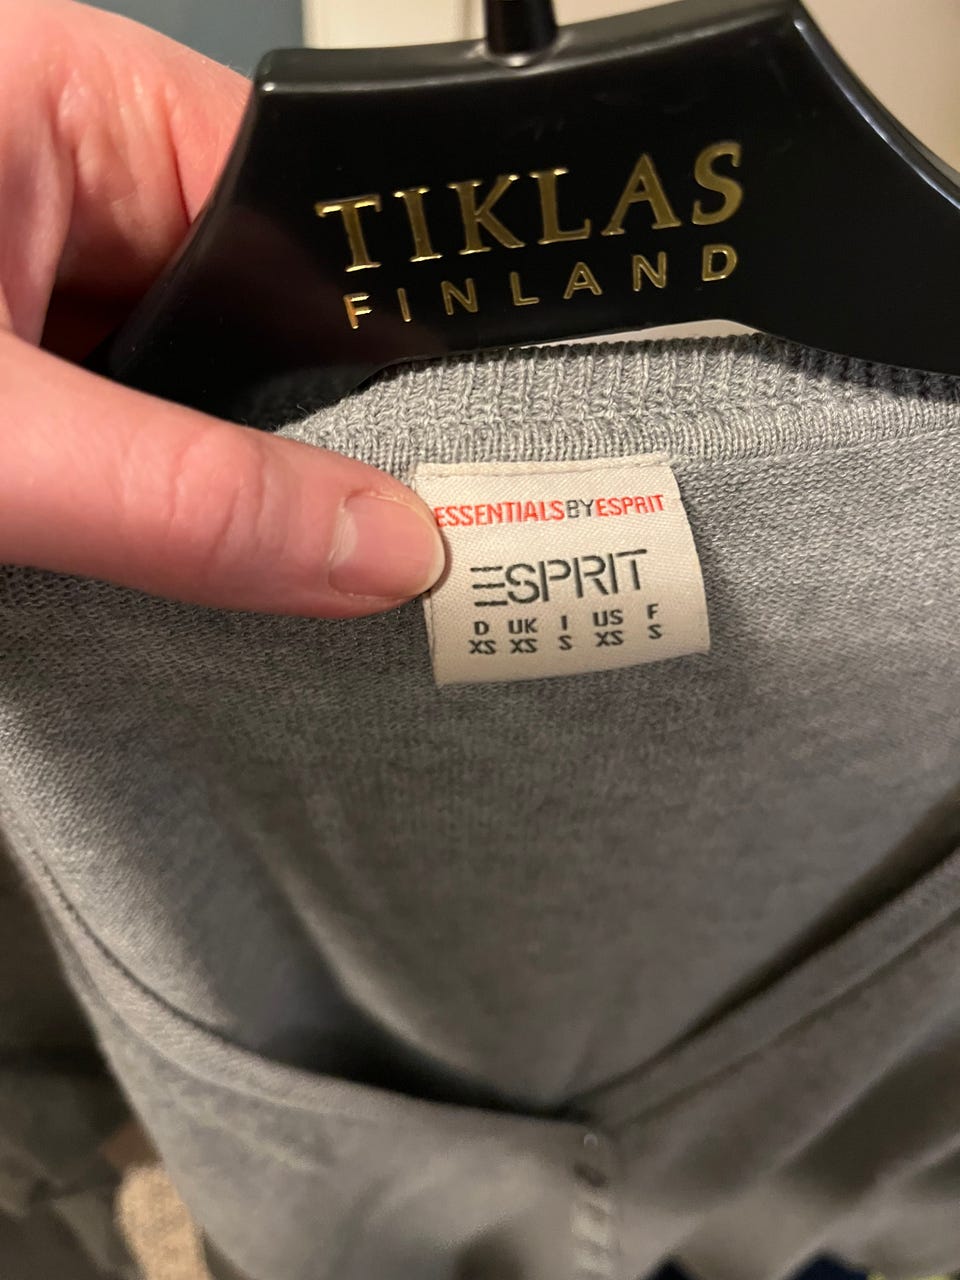 TIKLAS
FINLAND
ESSENTIALSBYESPRIT
ESPRIT
D UK I US F
XS XS S XS S